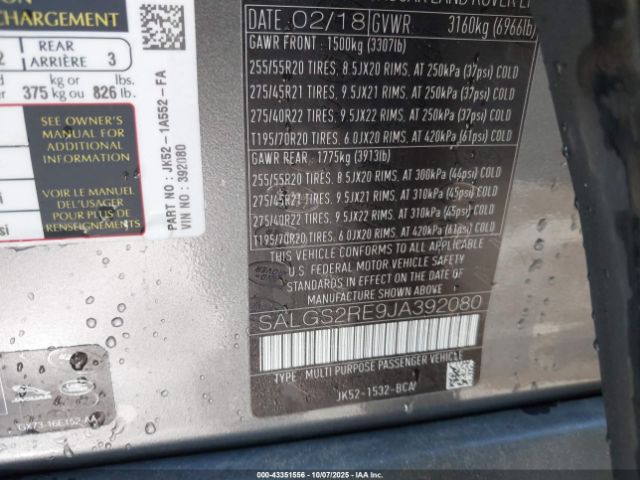 ION
CHARGEMENT
2 REAR 3
ARRIÈRE
kg or lbs.
375 kg ou 826 lb.
SEE OWNER'S
MANUAL FOR
ADDITIONAL
INFORMATION
VOIR LE MANUEL
DU PROPRIÉTAIRE
POUR PLUS DE
RENSEIGNEMENTS
PART NO : JK52-1A552-FA
VIN NO : 392080
DATE 02/18 GVWR 3160kg (6966lb)
GAWR FRONT : 1500kg (3307lb)
255/55R20 TIRES, 8.5JX20 RIMS, AT 250kPa (37psi) COLD
275/45R21 TIRES, 9.5JX21 RIMS, AT 250kPa (37psi) COLD
275/40R22 TIRES, 9.5JX22 RIMS, AT 250kPa (37psi) COLD
T195/70R20 TIRES, 6.0JX20 RIMS, AT 420kPa (61psi) COLD
GAWR REAR : 1775kg (3913lb)
255/55R20 TIRES, 8.5JX20 RIMS, AT 300kPa (44psi) COLD
275/45R21 TIRES, 9.5JX21 RIMS, AT 310kPa (45psi) COLD
275/40R22 TIRES, 9.5JX22 RIMS, AT 310kPa (45psi) COLD
T195/70R20 TIRES, 6.0JX20 RIMS, AT 420kPa (61psi) COLD
THIS VEHICLE CONFORMS TO ALL APPLICABLE
U.S. FEDERAL MOTOR VEHICLE SAFETY
STANDARDS IN EFFECT ON THE DATE OF
MANUFACTURE SHOWN ABOVE
SALGS2RE9JA392080
TYPE : MULTI PURPOSE PASSENGER VEHICLE
JK52-1532-BCA
JAGUAR
000-43351556 - 10/07/2025 - IAAI.com